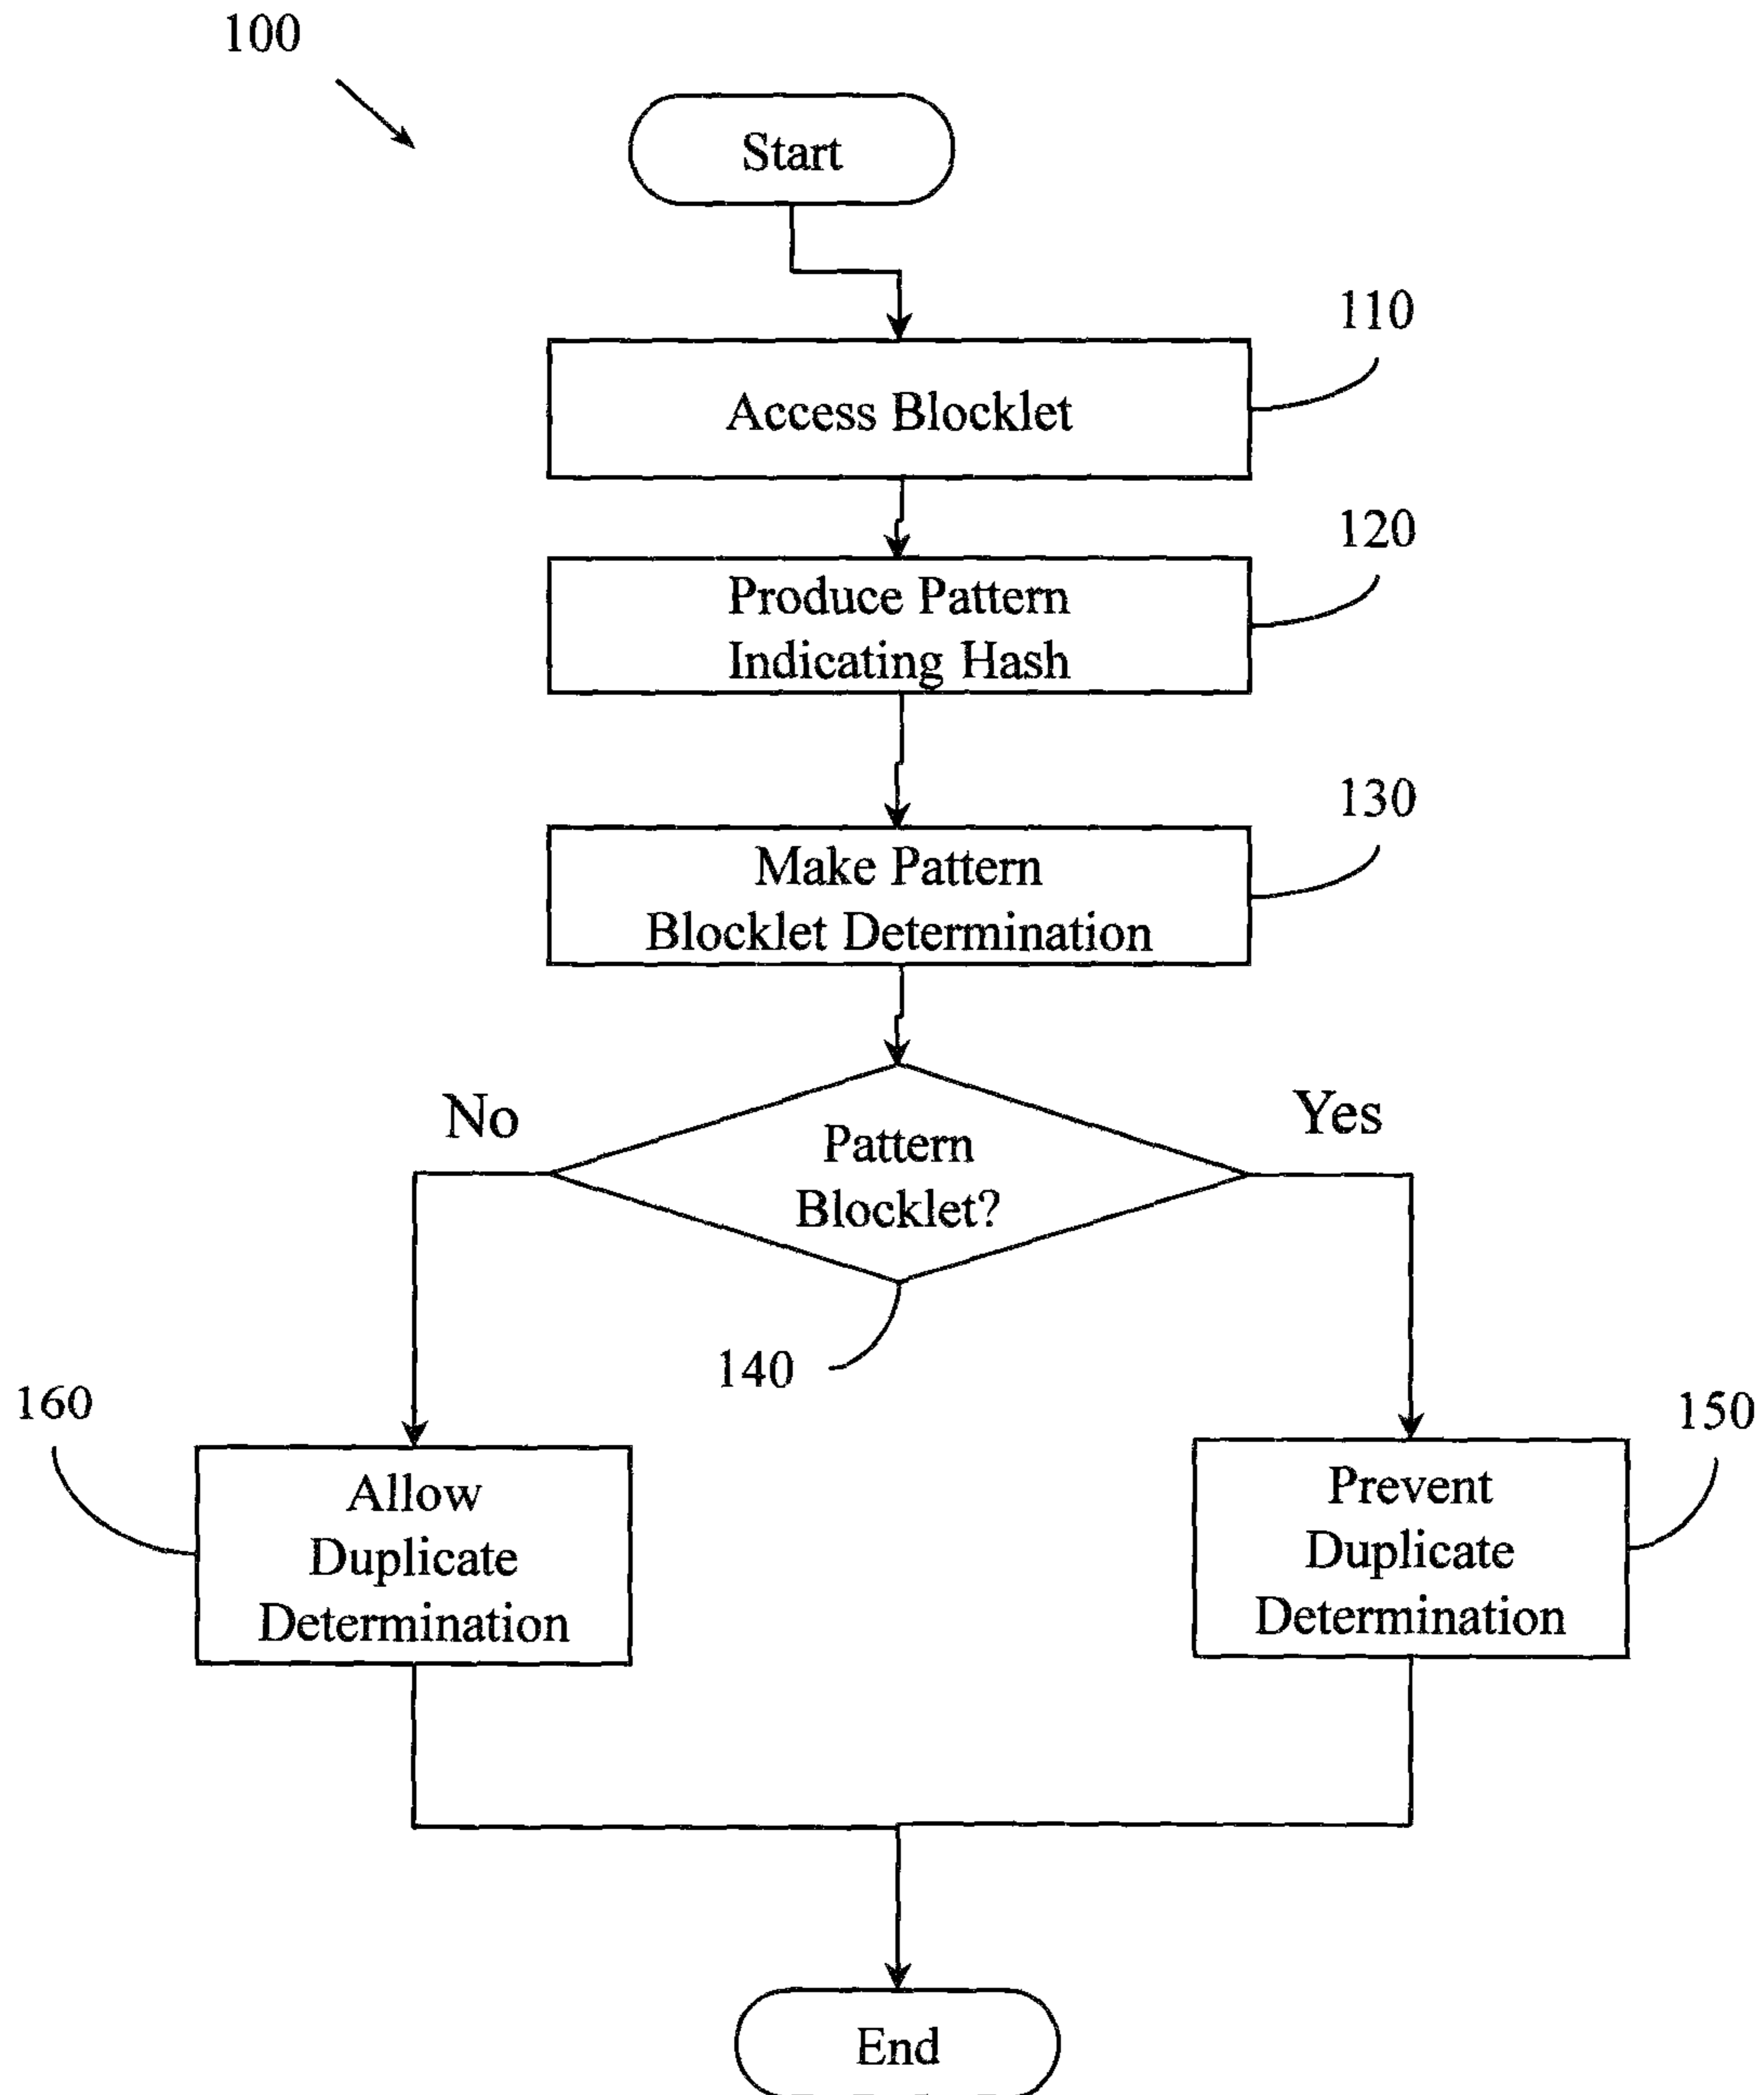 100
Start
110
Access Blocklet
120
Produce Pattern
Indicating Hash
130
Make Pattern
Blocklet Determination
No
Yes
Pattern
Blocklet?
140
160
150
Allow
Duplicate
Determination
Prevent
Duplicate
Determination
End